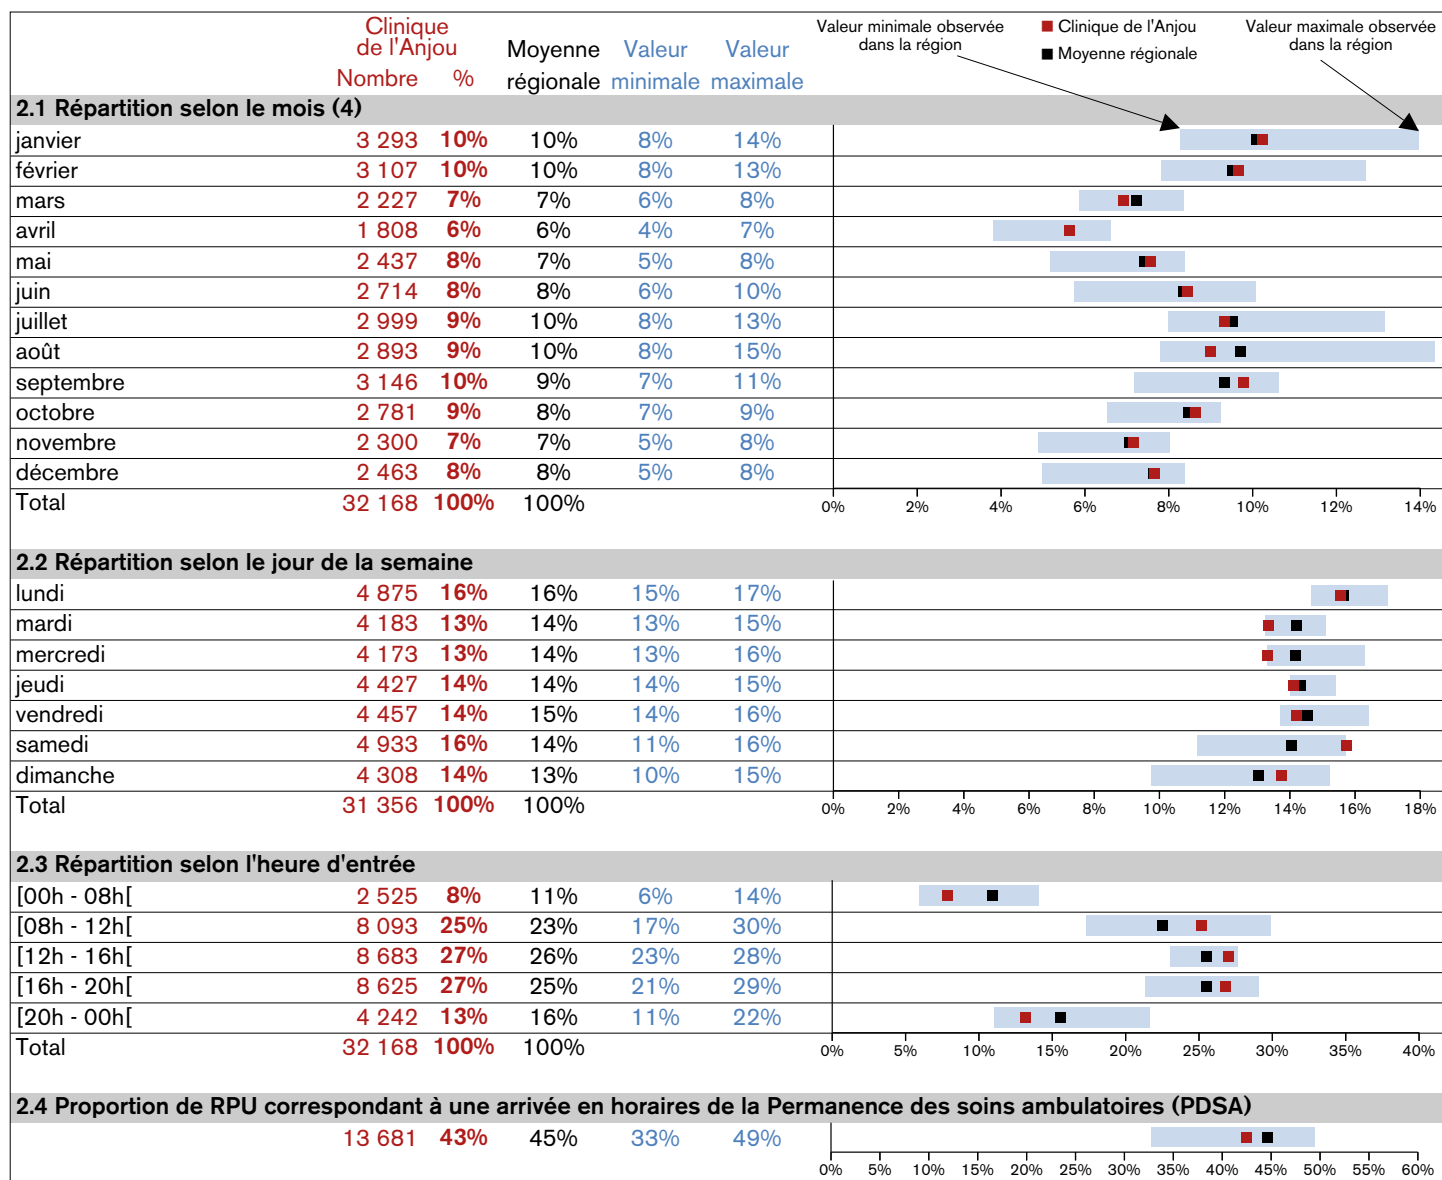 Clinique de l'Anjou Moyenne régionale Valeur minimale Valeur maximale
Nombre %
Valeur minimale observée dans la région
Clinique de l'Anjou
Moyenne régionale
Valeur maximale observée dans la région
2.1 Répartition selon le mois (4)
janvier 3 293 10% 10% 8% 14%
février 3 107 10% 10% 8% 13%
mars 2 227 7% 7% 6% 8%
avril 1 808 6% 6% 4% 7%
mai 2 437 8% 7% 5% 8%
juin 2 714 8% 8% 6% 10%
juillet 2 999 9% 10% 8% 13%
août 2 893 9% 10% 8% 15%
septembre 3 146 10% 9% 7% 11%
octobre 2 781 9% 8% 7% 9%
novembre 2 300 7% 7% 5% 8%
décembre 2 463 8% 8% 5% 8%
Total 32 168 100% 100%
0% 2% 4% 6% 8% 10% 12% 14%
2.2 Répartition selon le jour de la semaine
lundi 4 875 16% 16% 15% 17%
mardi 4 183 13% 14% 13% 15%
mercredi 4 173 13% 14% 13% 16%
jeudi 4 427 14% 14% 14% 15%
vendredi 4 457 14% 15% 14% 16%
samedi 4 933 16% 14% 11% 16%
dimanche 4 308 14% 13% 10% 15%
Total 31 356 100% 100%
0% 2% 4% 6% 8% 10% 12% 14% 16% 18%
2.3 Répartition selon l'heure d'entrée
[00h - 08h[ 2 525 8% 11% 6% 14%
[08h - 12h[ 8 093 25% 23% 17% 30%
[12h - 16h[ 8 683 27% 26% 23% 28%
[16h - 20h[ 8 625 27% 25% 21% 29%
[20h - 00h[ 4 242 13% 16% 11% 22%
Total 32 168 100% 100%
0% 5% 10% 15% 20% 25% 30% 35% 40%
2.4 Proportion de RPU correspondant à une arrivée en horaires de la Permanence des soins ambulatoires (PDSA)
13 681 43% 45% 33% 49%
0% 5% 10% 15% 20% 25% 30% 35% 40% 45% 50% 55% 60%